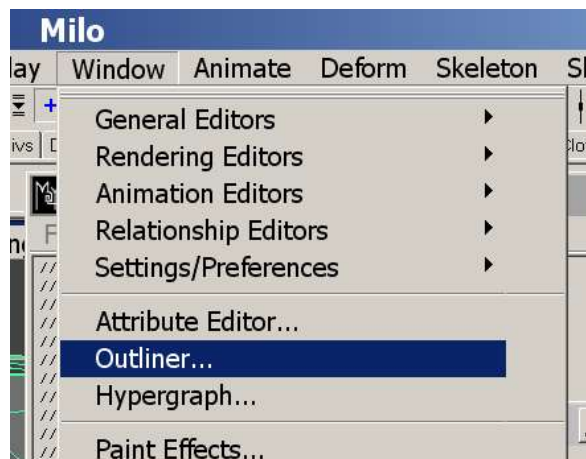 Milo
lay Window Animate Deform Skeleton
General Editors
Rendering Editors
Animation Editors
Relationship Editors
Settings/Preferences
Attribute Editor...
Outliner...
Hypergraph...
Paint Effects...